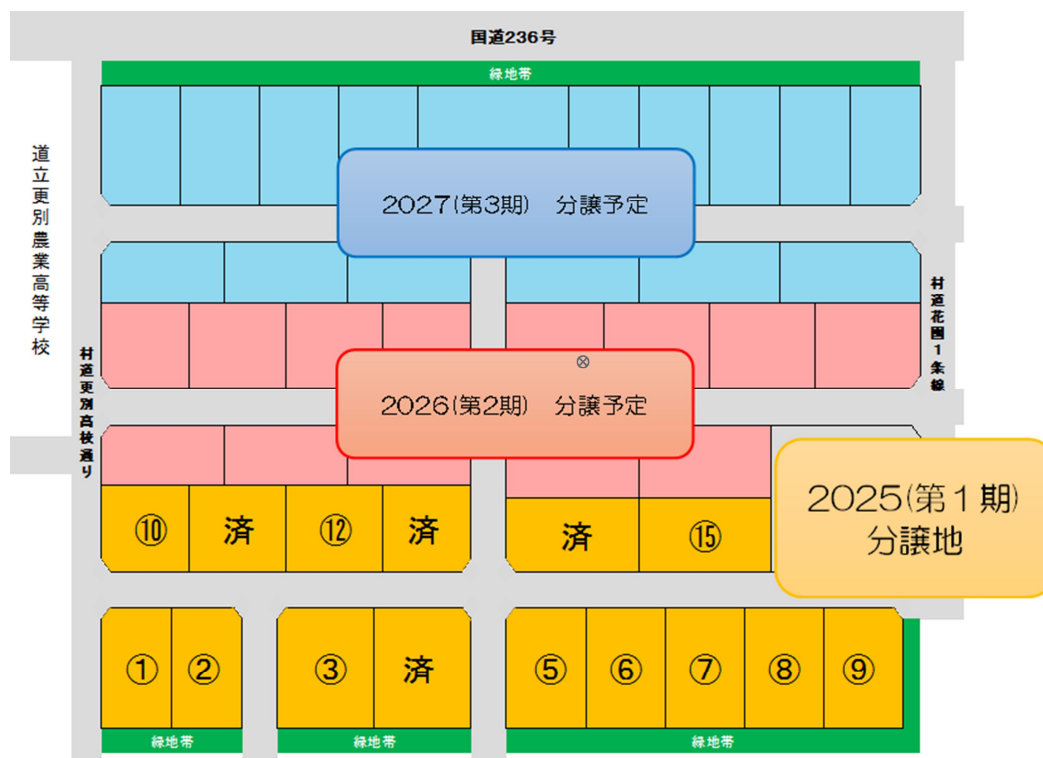 国道236号
緑地帯
道立更別農業高等学校
2027(第3期) 分譲予定
村道花園1条線
村道更別高校通り
2026(第2期) 分譲予定
2025(第1期)
分譲地
⑩ 済 ⑫ 済 済 ⑮
① ② ③ 済 ⑤ ⑥ ⑦ ⑧ ⑨
緑地帯 緑地帯 緑地帯